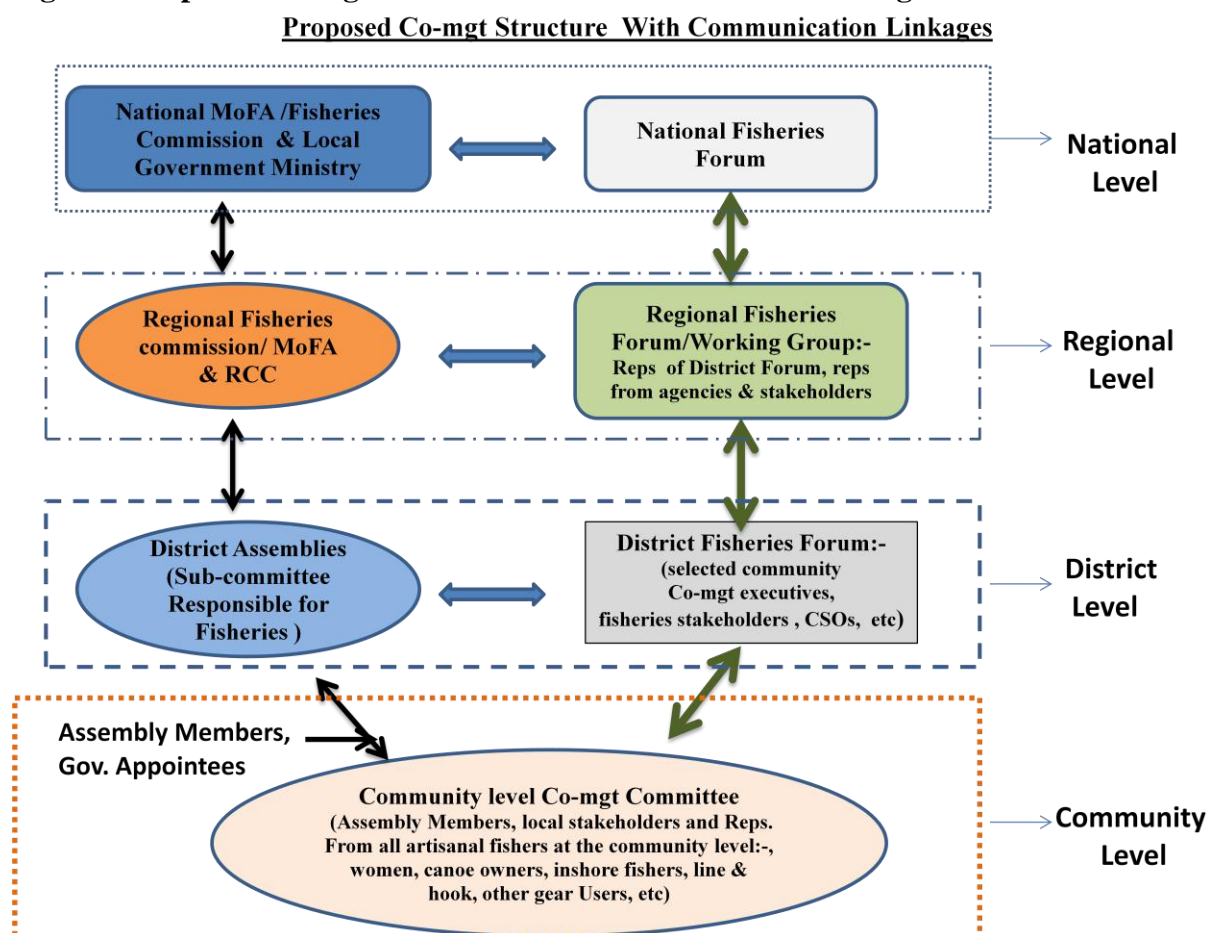 Proposed Co-mgt Structure With Communication Linkages
National MoFA /Fisheries
Commission & Local
Government Ministry
National Fisheries
Forum
National
Level
Regional Fisheries
commission/ MoFA
& RCC
Regional Fisheries
Forum/Working Group:-
Reps of District Forum, reps
from agencies & stakeholders
Regional
Level
District Assemblies
(Sub-committee
Responsible for
Fisheries )
District Fisheries Forum:-
(selected community
Co-mgt executives,
fisheries stakeholders , CSOs, etc)
District
Level
Assembly Members,
Gov. Appointees
Community level Co-mgt Committee
(Assembly Members, local stakeholders and Reps.
From all artisanal fishers at the community level:-,
women, canoe owners, inshore fishers, line &
hook, other gear Users, etc)
Community
Level